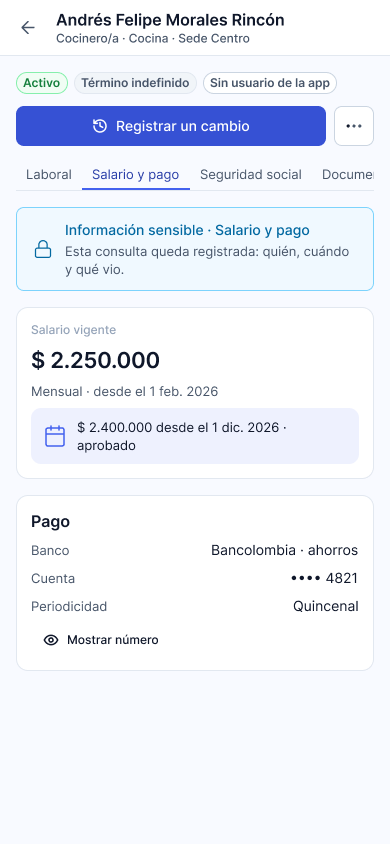 Andrés Felipe Morales Rincón
Cocinero/a · Cocina · Sede Centro
Activo
Término indefinido
Sin usuario de la app
Registrar un cambio
Laboral
Salario y pago
Seguridad social
Documen
Información sensible · Salario y pago
Esta consulta queda registrada: quién, cuándo
y qué vio.
Salario vigente
$ 2.250.000
Mensual · desde el 1 feb. 2026
$ 2.400.000 desde el 1 dic. 2026 ·
aprobado
Pago
Banco
Bancolombia · ahorros
Cuenta
•••• 4821
Periodicidad
Quincenal
Mostrar número